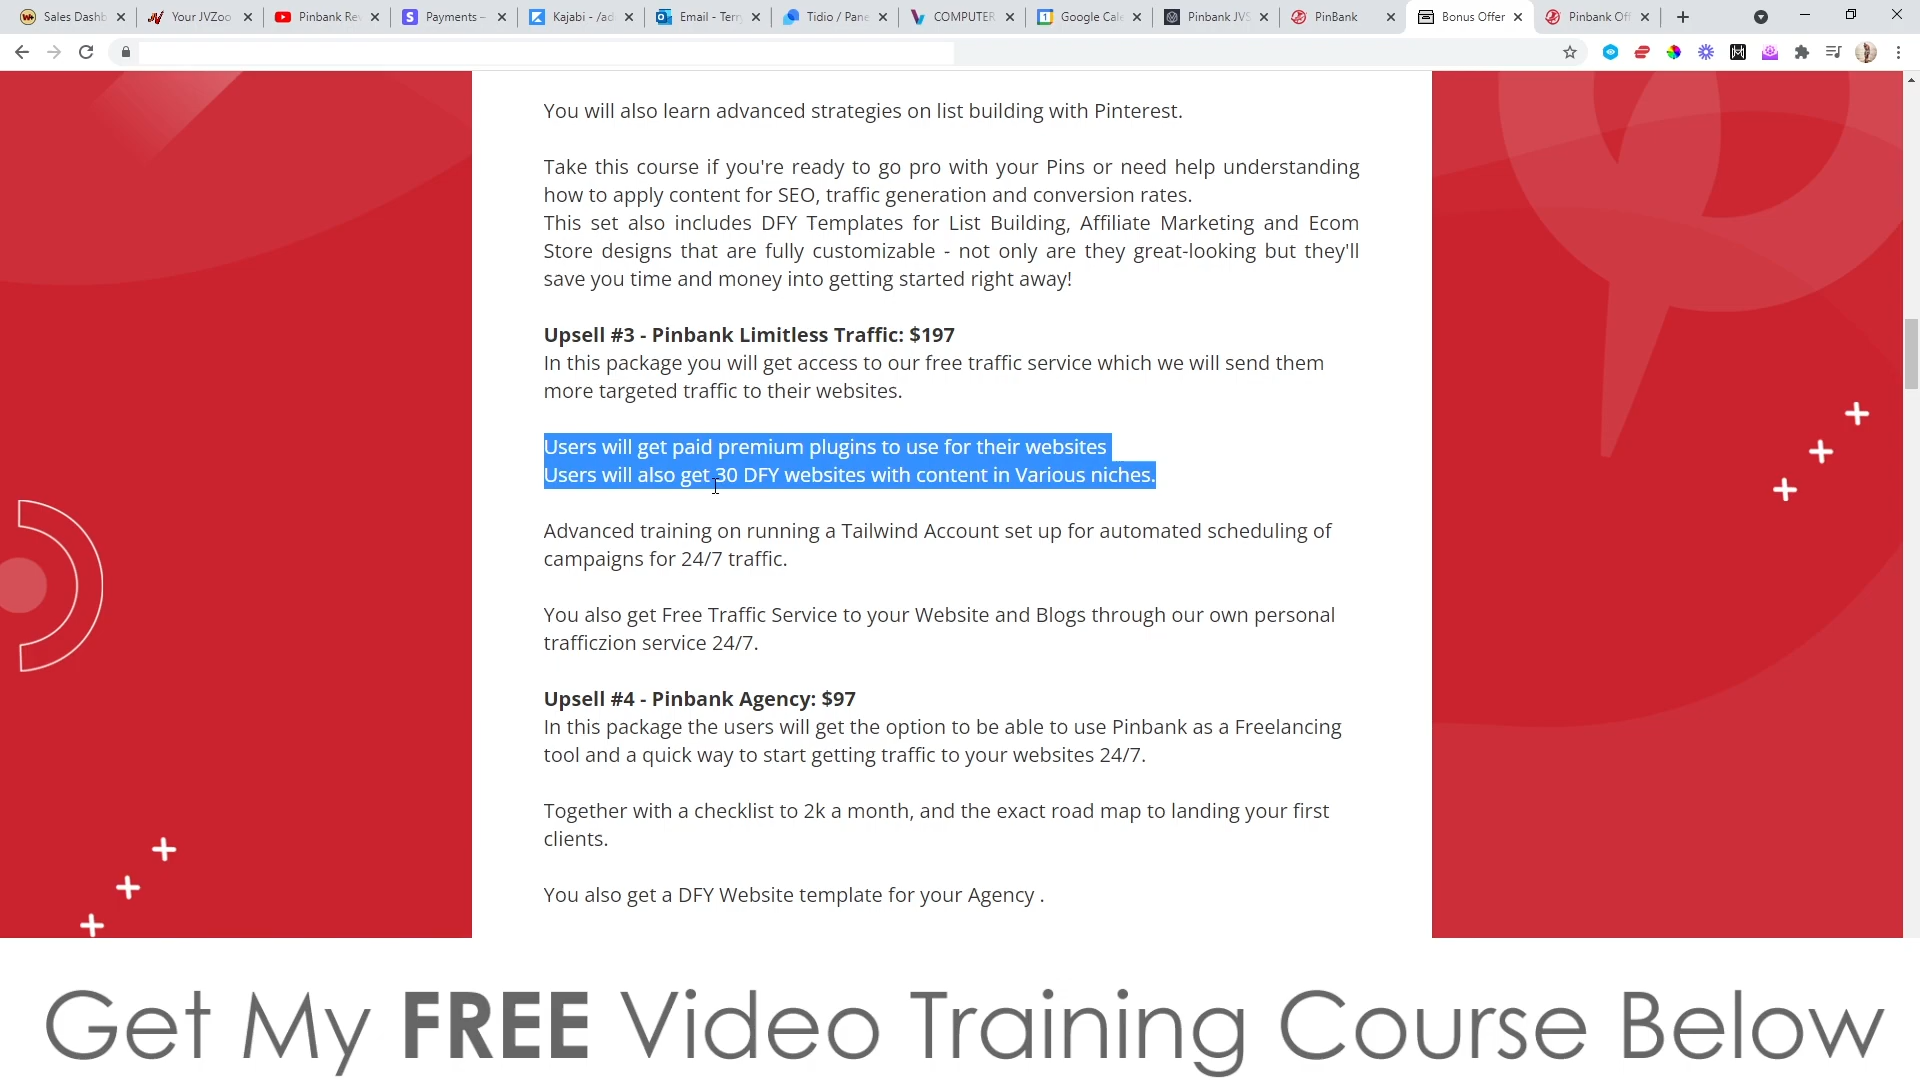 Sales Dashb
Your JVZoo
Pinbank Rev
Payments –
Kajabi - /ad
Email - Terry
Tidio / Pane
COMPUTER
Google Cale
Pinbank JVS
PinBank
Bonus Offer
Pinbank Off
You will also learn advanced strategies on list building with Pinterest.
Take this course if you're ready to go pro with your Pins or need help understanding
how to apply content for SEO, traffic generation and conversion rates.
This set also includes DFY Templates for List Building, Affiliate Marketing and Ecom
Store designs that are fully customizable - not only are they great-looking but they'll
save you time and money into getting started right away!
Upsell #3 - Pinbank Limitless Traffic: $197
In this package you will get access to our free traffic service which we will send them
more targeted traffic to their websites.
Users will get paid premium plugins to use for their websites
Users will also get 30 DFY websites with content in Various niches.
Advanced training on running a Tailwind Account set up for automated scheduling of
campaigns for 24/7 traffic.
You also get Free Traffic Service to your Website and Blogs through our own personal
trafficzion service 24/7.
Upsell #4 - Pinbank Agency: $97
In this package the users will get the option to be able to use Pinbank as a Freelancing
tool and a quick way to start getting traffic to your websites 24/7.
Together with a checklist to 2k a month, and the exact road map to landing your first
clients.
You also get a DFY Website template for your Agency .
Get My FREE Video Training Course Below